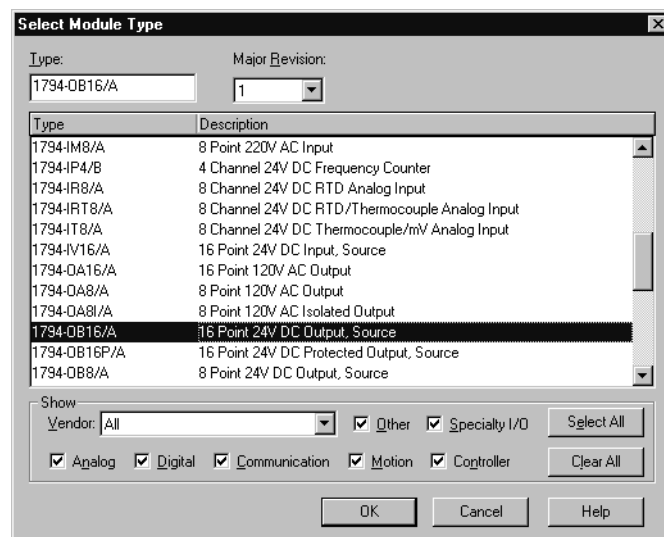 Select Module Type
Type:
Major Revision:
1794-OB16/A
1
Type Description
1794-IM8/A 8 Point 220V AC Input
1794-IP4/B 4 Channel 24V DC Frequency Counter
1794-IR8/A 8 Channel 24V DC RTD Analog Input
1794-IRT8/A 8 Channel 24V DC RTD/Thermocouple Analog Input
1794-IT8/A 8 Channel 24V DC Thermocouple/mV Analog Input
1794-IV16/A 16 Point 24V DC Input, Source
1794-OA16/A 16 Point 120V AC Output
1794-OA8/A 8 Point 120V AC Output
1794-OA8I/A 8 Point 120V AC Isolated Output
1794-OB16/A 16 Point 24V DC Output, Source
1794-OB16P/A 16 Point 24V DC Protected Output, Source
1794-OB8/A 8 Point 24V DC Output, Source
Show
Vendor: All Other Specialty I/O Select All
Analog Digital Communication Motion Controller Clear All
OK Cancel Help